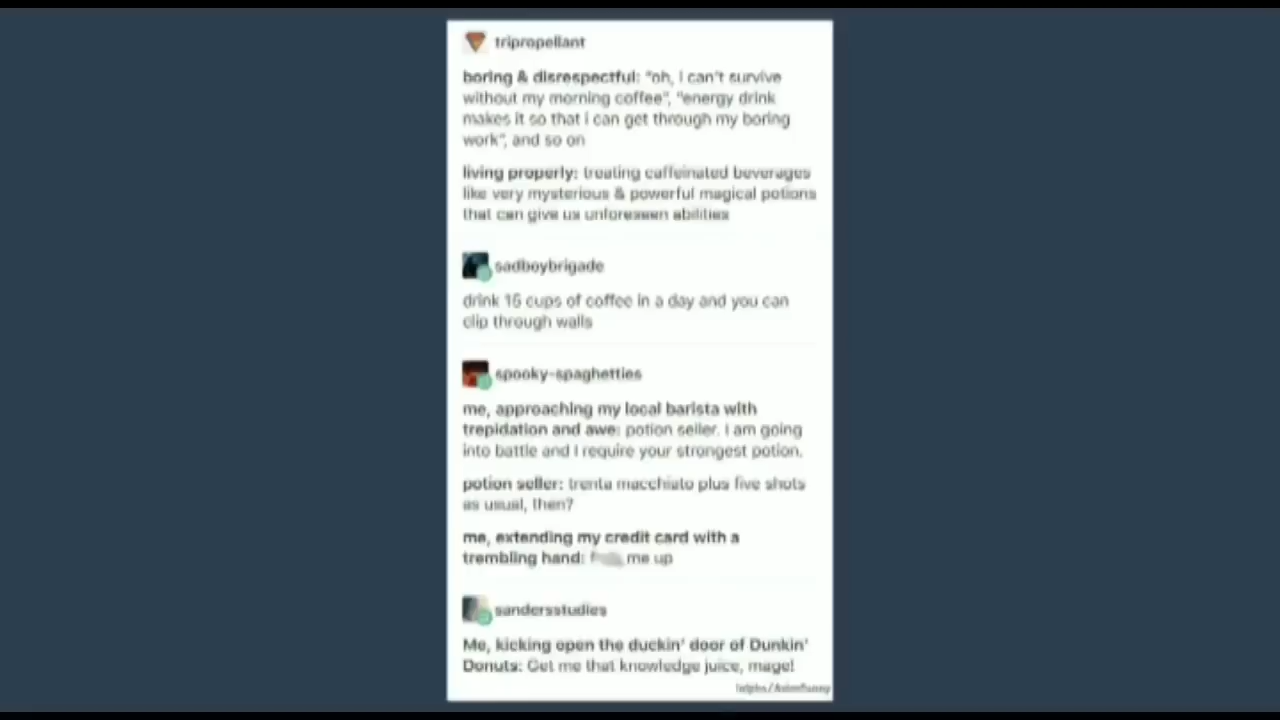 tripropellant
boring & disrespectful: "oh, i can't survive
without my morning coffee", "energy drink
makes it so that i can get through my boring
work", and so on
living properly: treating caffeinated beverages
like very mysterious & powerful magical potions
that can give us unforeseen abilities
sadboybrigade
drink 15 cups of coffee in a day and you can
clip through walls
spooky-spaghetties
me, approaching my local barista with
trepidation and awe: potion seller. I am going
into battle and I require your strongest potion.
potion seller: trenta macchiato plus five shots
as usual, then?
me, extending my credit card with a
trembling hand: me up
sandersstudies
Me, kicking open the duckin' door of Dunkin'
Donuts: Get me that knowledge juice, mage!